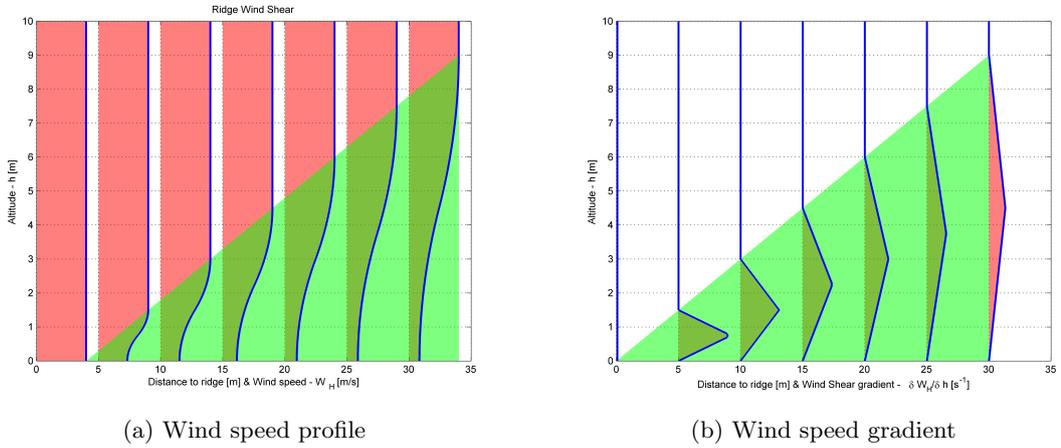 Ridge Wind Shear
10
9
8
7
6
5
4
3
2
1
0
Altitude - h [m]
0 5 10 15 20 25 30 35
Distance to ridge [m] & Wind speed - W_H [m/s]
(a) Wind speed profile
10
9
8
7
6
5
4
3
2
1
0
Altitude - h [m]
0 5 10 15 20 25 30 35
Distance to ridge [m] & Wind Shear gradient - δ W_H/δ h [s⁻¹]
(b) Wind speed gradient